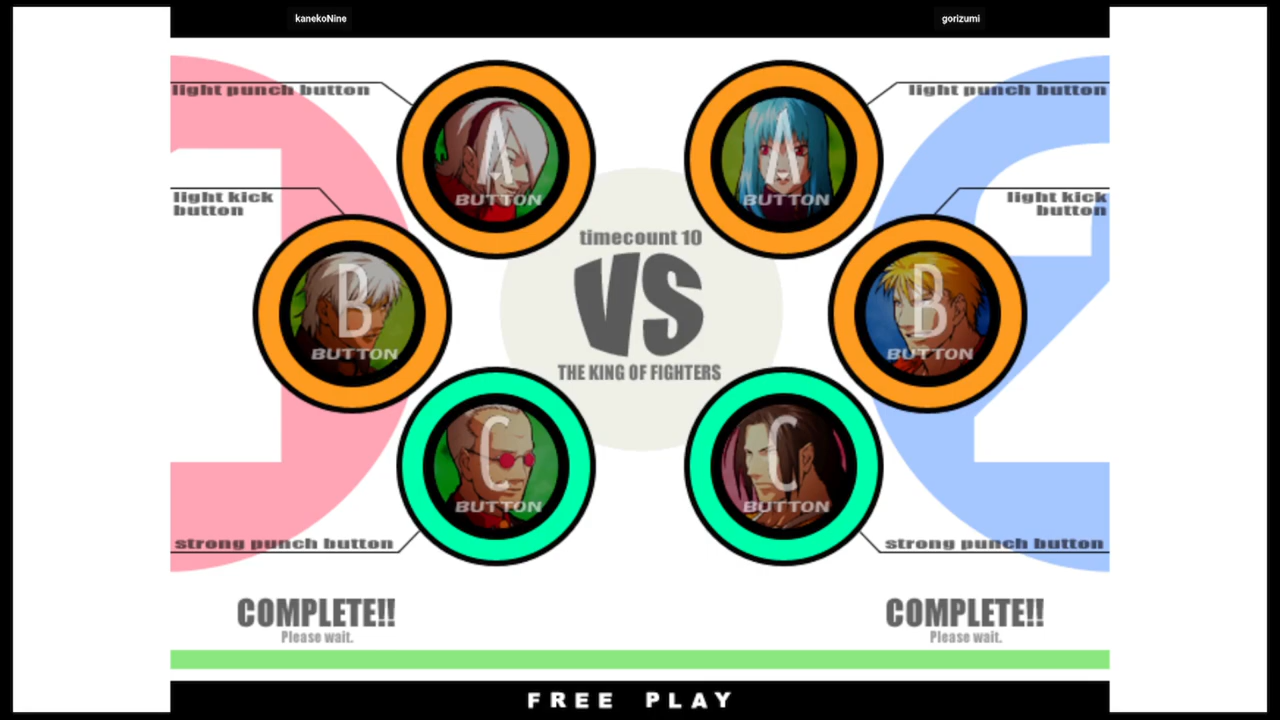 kanekoNine
gorizumi
light punch button
light punch button
A
BUTTON
A
BUTTON
light kick
button
light kick
button
timecount 10
VS
THE KING OF FIGHTERS
B
BUTTON
B
BUTTON
C
BUTTON
C
BUTTON
strong punch button
strong punch button
COMPLETE!!
Please wait.
COMPLETE!!
Please wait.
FREE PLAY
1
2